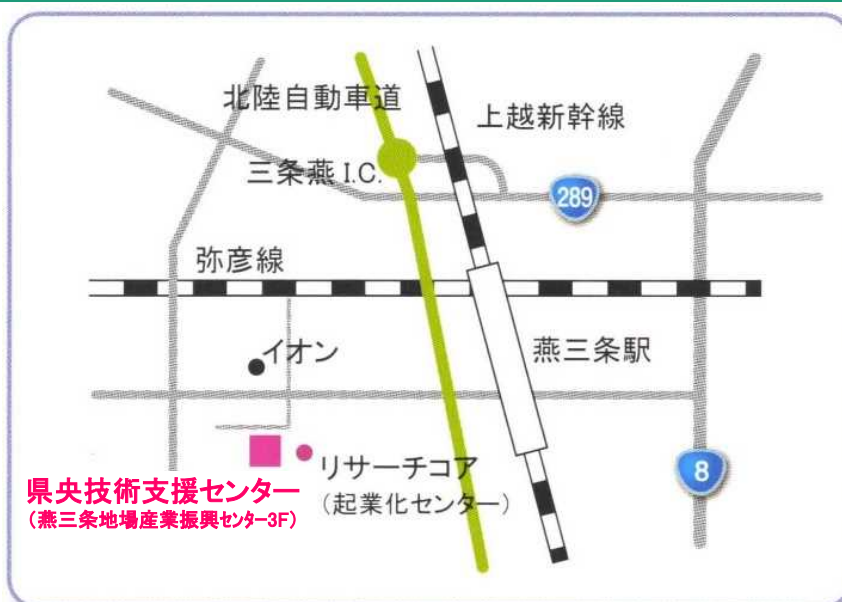 北陸自動車道
上越新幹線
三条燕 I.C.
289
弥彦線
イオン
燕三条駅
リサーチコア
(起業化センター)
8
県央技術支援センター
(燕三条地場産業振興センター3F)